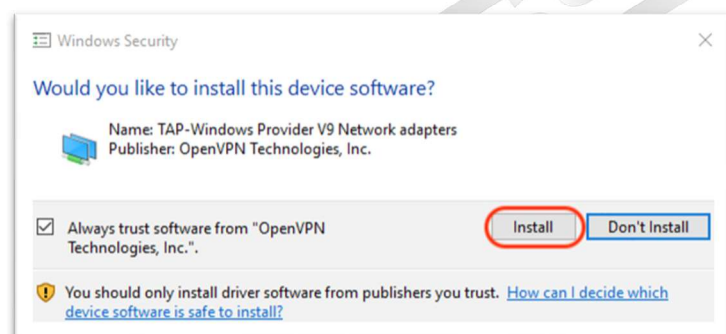 Windows Security
Would you like to install this device software?
Name: TAP-Windows Provider V9 Network adapters
Publisher: OpenVPN Technologies, Inc.
Always trust software from "OpenVPN
Technologies, Inc.".
Install
Don't Install
You should only install driver software from publishers you trust. How can I decide which
device software is safe to install?